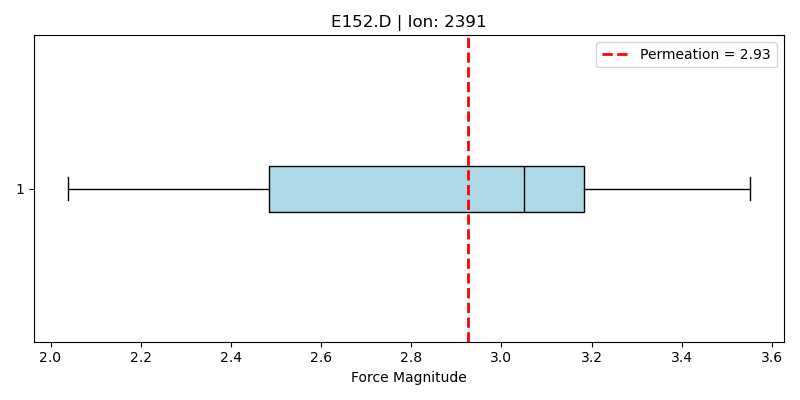 E152.D | Ion: 2391
Permeation = 2.93
1
2.0 2.2 2.4 2.6 2.8 3.0 3.2 3.4 3.6
Force Magnitude